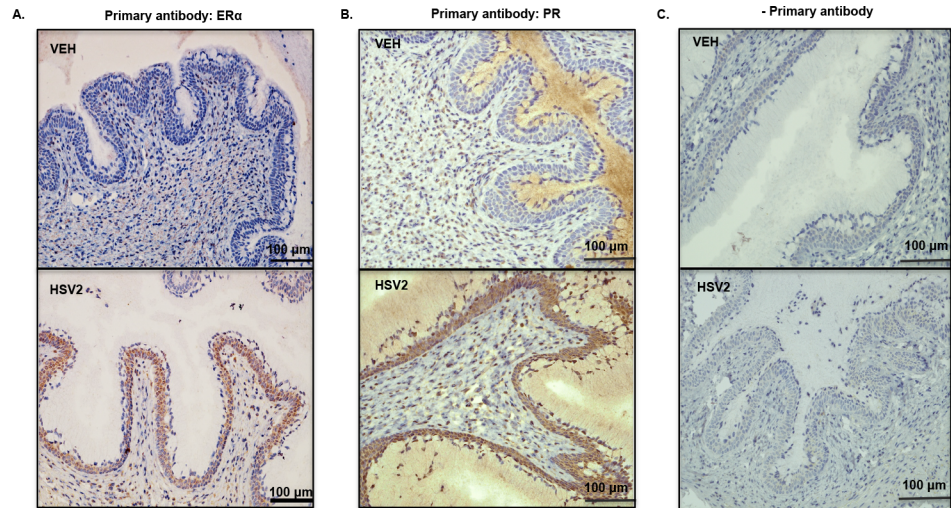 A.
Primary antibody: ERα
VEH
100 µm
HSV2
100 µm
B.
Primary antibody: PR
VEH
100 µm
HSV2
100 µm
C.
- Primary antibody
VEH
100 µm
HSV2
100 µm